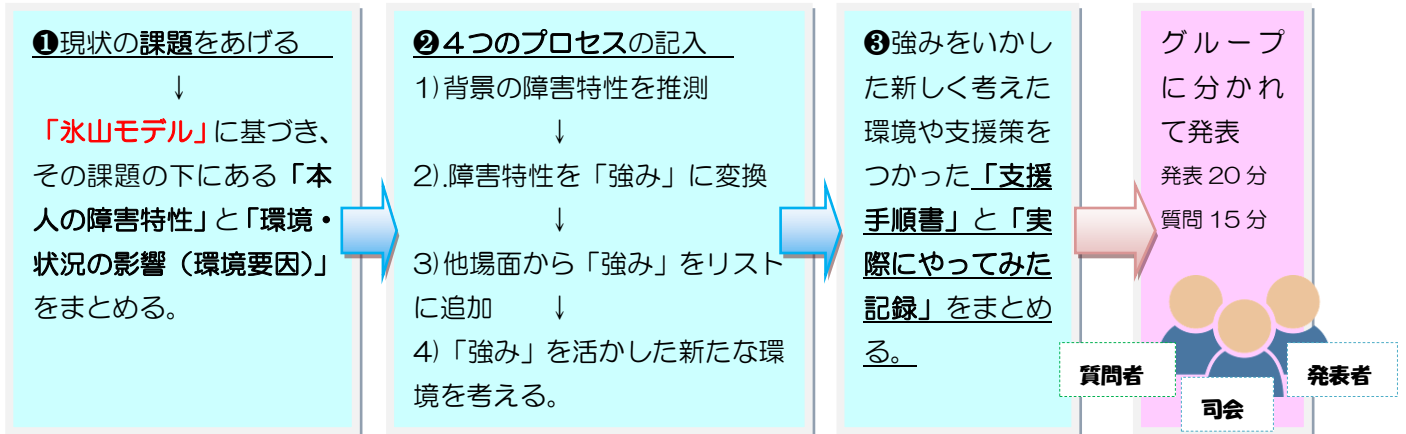 ❶現状の課題をあげる
↓
「氷山モデル」に基づき、
その課題の下にある「本
人の障害特性」と「環境・
状況の影響（環境要因）」
をまとめる。
❷４つのプロセスの記入
1)背景の障害特性を推測
↓
2).障害特性を「強み」に変換
↓
3)他場面から「強み」をリスト
に追加　↓
4)「強み」を活かした新たな環
境を考える。
❸強みをいかし
た新しく考えた
環境や支援策を
つかった「支援
手順書」と「実
際にやってみた
記録」をまとめ
る。
グループ
に分かれ
て発表
発表 20 分
質問 15 分
質問者
司会
発表者